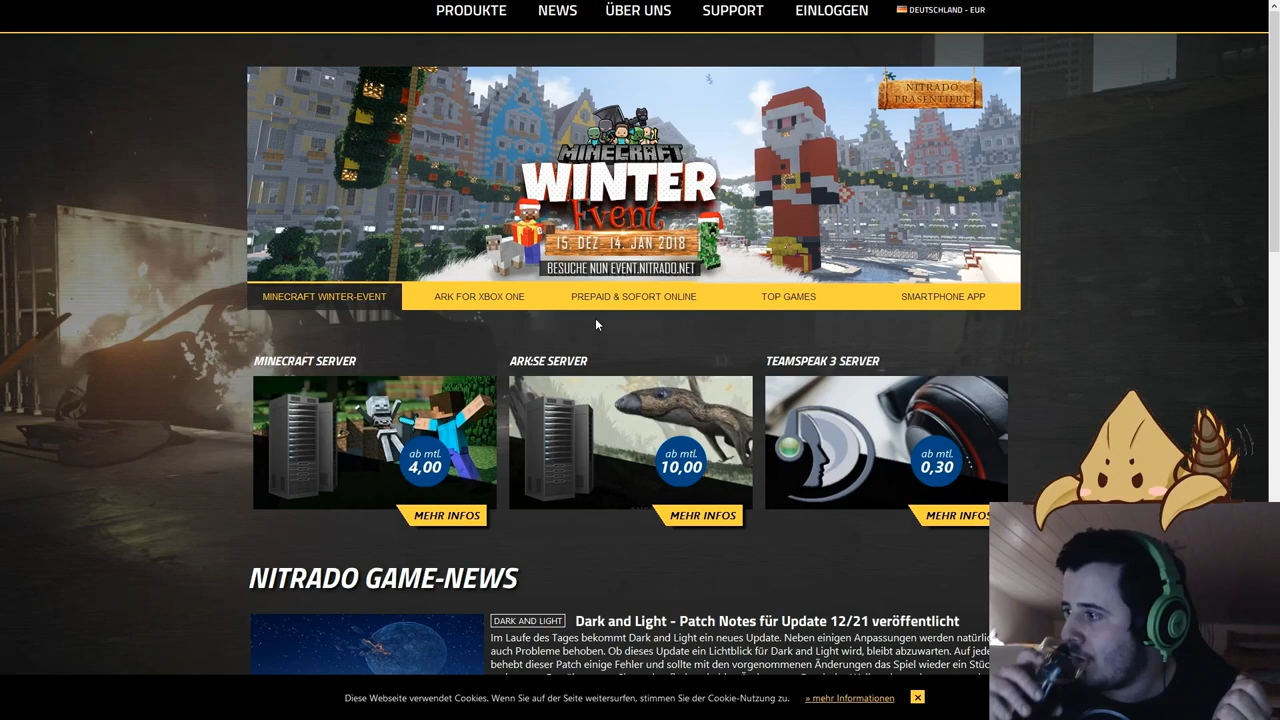 PRODUKTE NEWS ÜBER UNS SUPPORT EINLOGGEN DEUTSCHLAND - EUR
NITRADO
PRÄSENTIERT
MINECRAFT
WINTER
Event
15. DEZ - 14. JAN 2018
BESUCHE NUN EVENT.NITRADO.NET
MINECRAFT WINTER-EVENT ARK FOR XBOX ONE PREPAID & SOFORT ONLINE TOP GAMES SMARTPHONE APP
MINECRAFT SERVER ARK:SE SERVER TEAMSPEAK 3 SERVER
ab mtl. ab mtl. ab mtl.
4,00 10,00 0,30
MEHR INFOS MEHR INFOS MEHR INFOS
NITRADO GAME-NEWS
DARK AND LIGHT Dark and Light - Patch Notes für Update 12/21 veröffentlicht
Im Laufe des Tages bekommt Dark and Light ein neues Update. Neben einigen Anpassungen werden natürlic
auch Probleme behoben. Ob dieses Update ein Lichtblick für Dark and Light wird, bleibt abzuwarten. Auf jede
behebt dieser Patch einige Fehler und sollte mit den vorgenommenen Änderungen das Spiel wieder ein Stüc
Diese Webseite verwendet Cookies. Wenn Sie auf der Seite weitersurfen, stimmen Sie der Cookie-Nutzung zu. » mehr Informationen